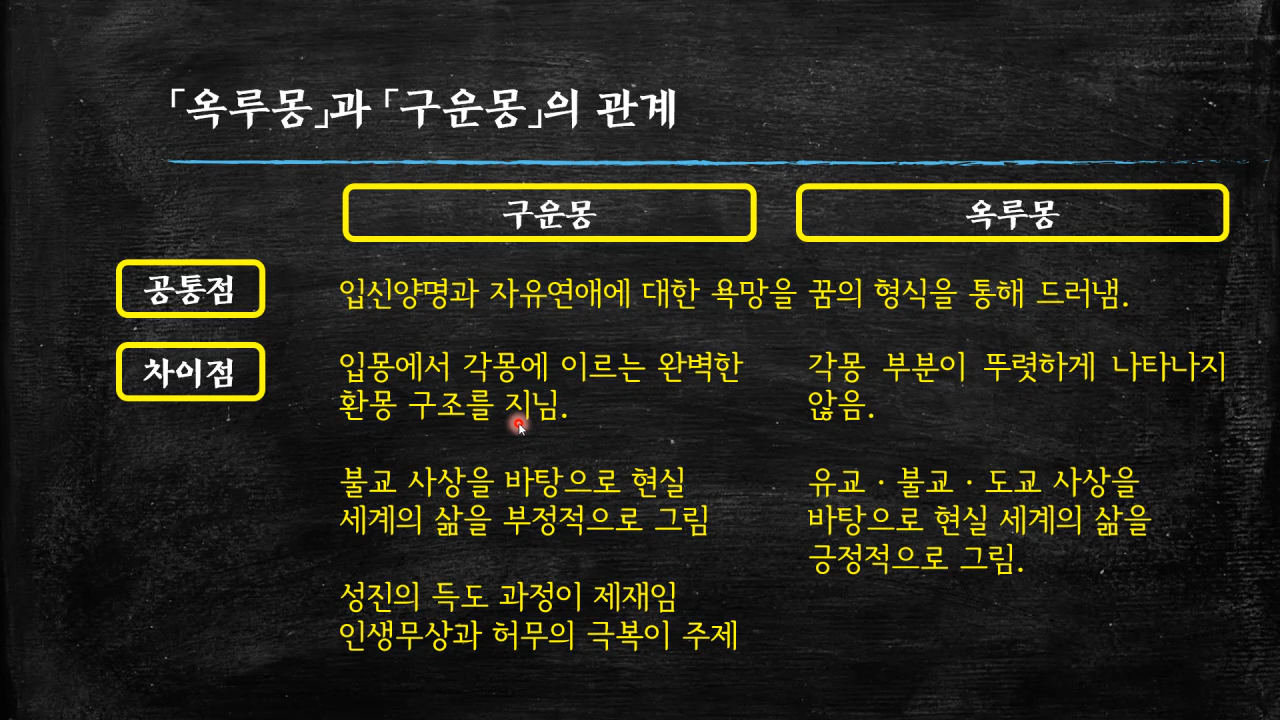 「옥루몽」과 「구운몽」의 관계
구운몽
옥루몽
공통점
입신양명과 자유연애에 대한 욕망을 꿈의 형식을 통해 드러냄.
차이점
입몽에서 각몽에 이르는 완벽한
환몽 구조를 지님.
각몽 부분이 뚜렷하게 나타나지
않음.
불교 사상을 바탕으로 현실
세계의 삶을 부정적으로 그림
유교 · 불교 · 도교 사상을
바탕으로 현실 세계의 삶을
긍정적으로 그림.
성진의 득도 과정이 제재임
인생무상과 허무의 극복이 주제